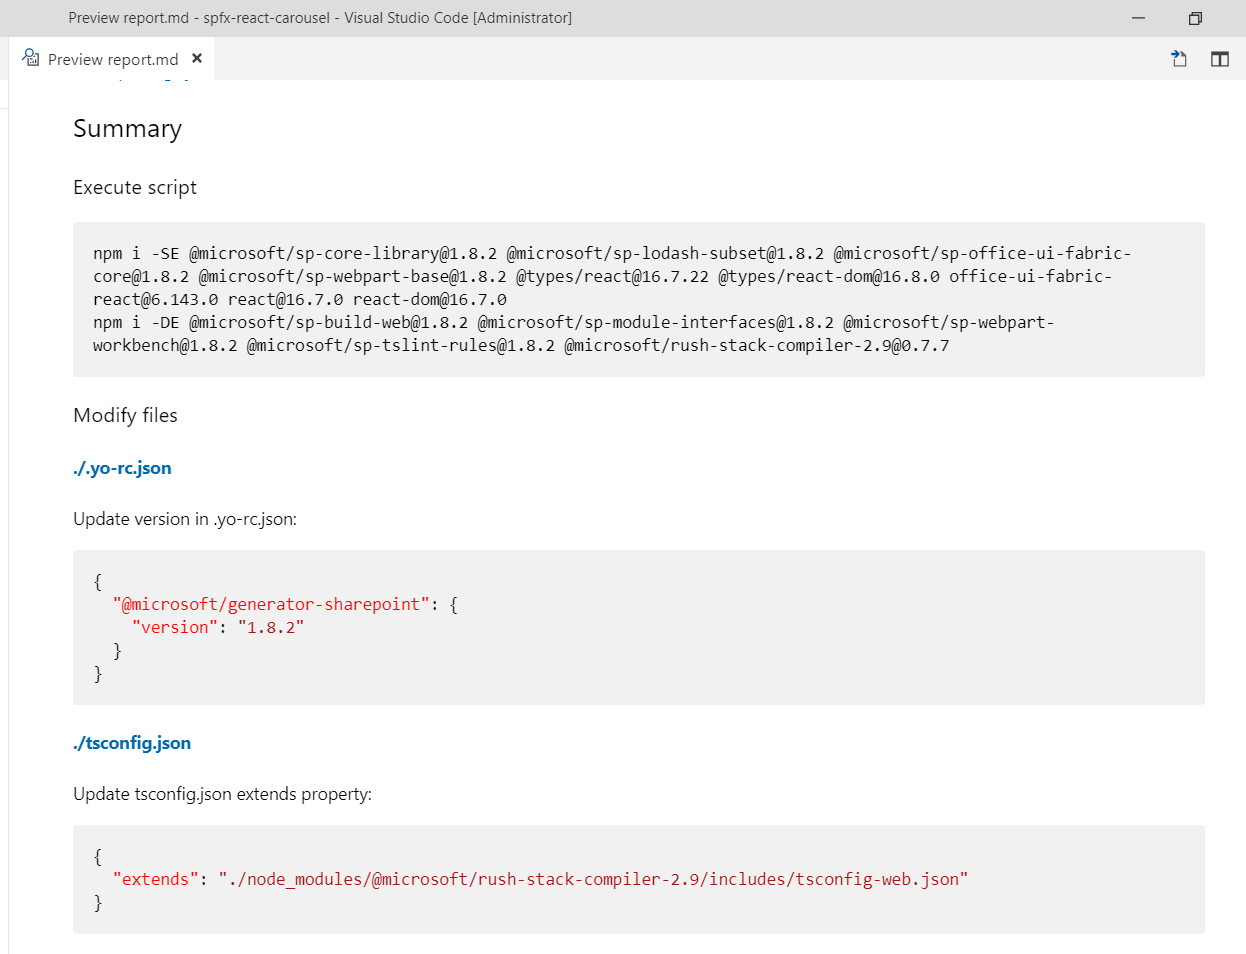 Preview report.md - spfx-react-carousel - Visual Studio Code [Administrator]
Preview report.md
Summary
Execute script
npm i -SE @microsoft/sp-core-library@1.8.2 @microsoft/sp-lodash-subset@1.8.2 @microsoft/sp-office-ui-fabric-
core@1.8.2 @microsoft/sp-webpart-base@1.8.2 @types/react@16.7.22 @types/react-dom@16.8.0 office-ui-fabric-
react@6.143.0 react@16.7.0 react-dom@16.7.0
npm i -DE @microsoft/sp-build-web@1.8.2 @microsoft/sp-module-interfaces@1.8.2 @microsoft/sp-webpart-
workbench@1.8.2 @microsoft/sp-tslint-rules@1.8.2 @microsoft/rush-stack-compiler-2.9@0.7.7
Modify files
./.yo-rc.json
Update version in .yo-rc.json:
{
  "@microsoft/generator-sharepoint": {
    "version": "1.8.2"
  }
}
./tsconfig.json
Update tsconfig.json extends property:
{
  "extends": "./node_modules/@microsoft/rush-stack-compiler-2.9/includes/tsconfig-web.json"
}